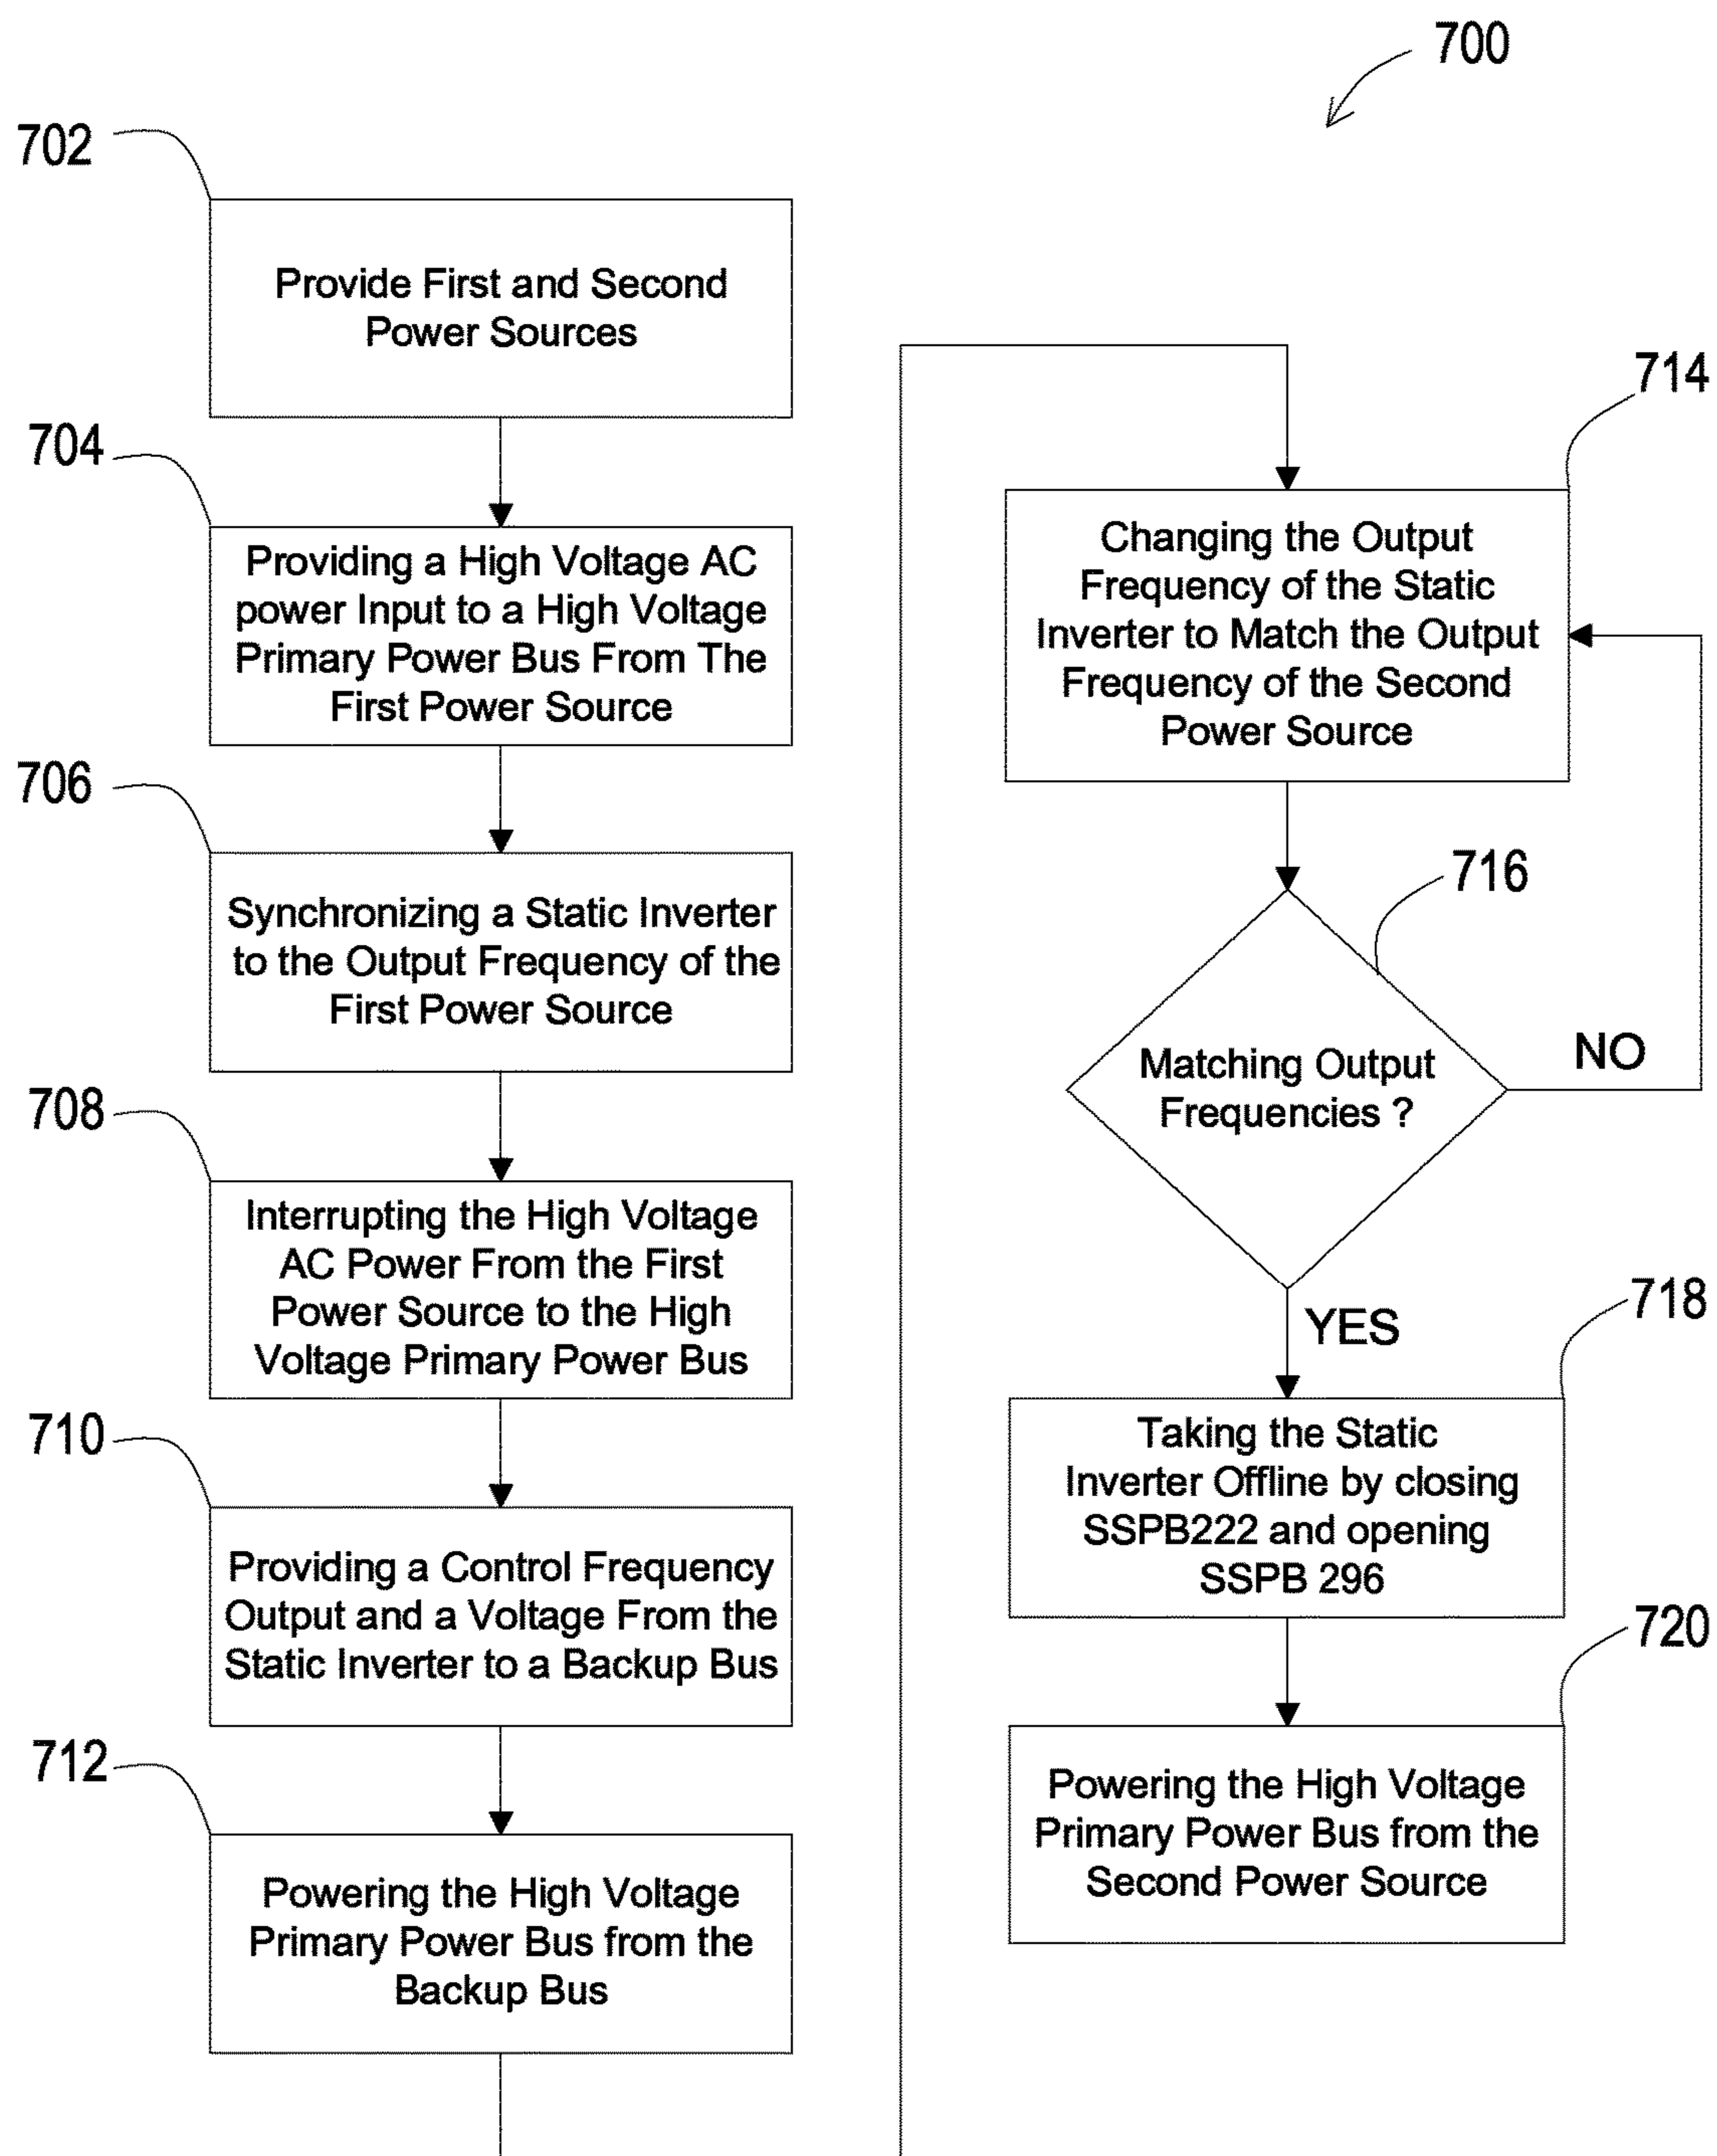 700
702
Provide First and Second
Power Sources
704
Providing a High Voltage AC
power Input to a High Voltage
Primary Power Bus From The
First Power Source
706
Synchronizing a Static Inverter
to the Output Frequency of the
First Power Source
708
Interrupting the High Voltage
AC Power From the First
Power Source to the High
Voltage Primary Power Bus
710
Providing a Control Frequency
Output and a Voltage From the
Static Inverter to a Backup Bus
712
Powering the High Voltage
Primary Power Bus from the
Backup Bus
714
Changing the Output
Frequency of the Static
Inverter to Match the Output
Frequency of the Second
Power Source
716
Matching Output
Frequencies ?
NO
YES
718
Taking the Static
Inverter Offline by closing
SSPB222 and opening
SSPB 296
720
Powering the High Voltage
Primary Power Bus from the
Second Power Source